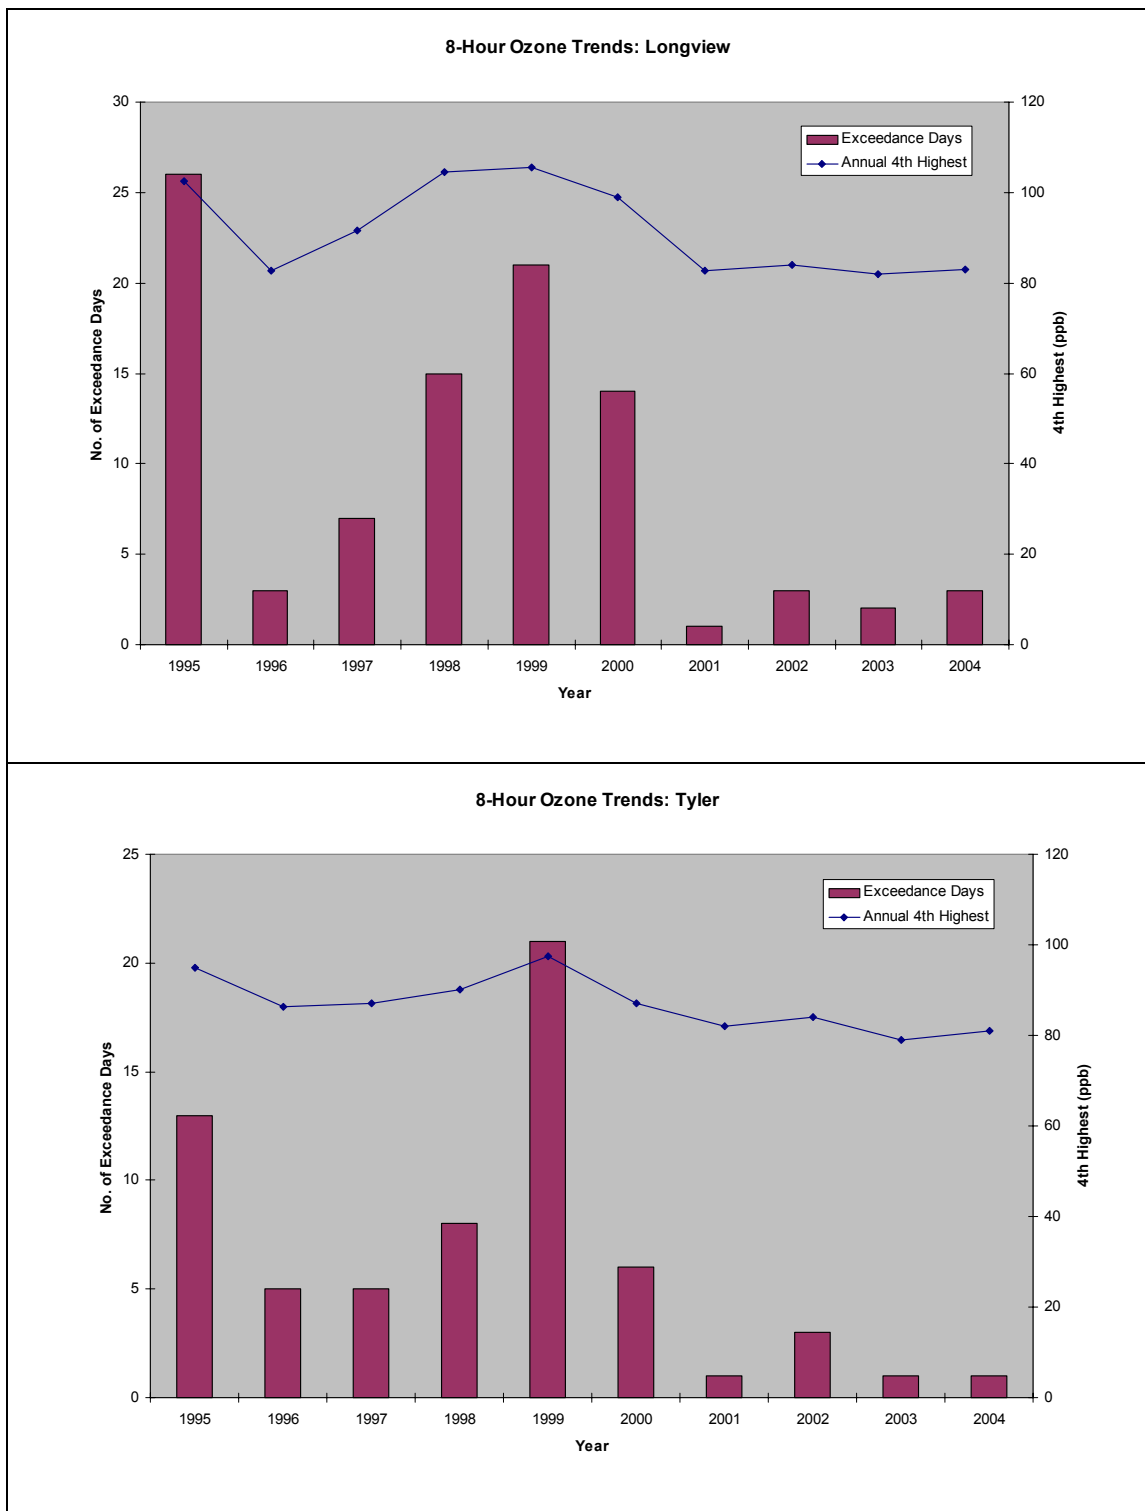 8-Hour Ozone Trends: Longview
30
25
20
15
10
5
0
No. of Exceedance Days
120
100
80
60
40
20
0
4th Highest (ppb)
Exceedance Days
Annual 4th Highest
1995 1996 1997 1998 1999 2000 2001 2002 2003 2004
Year
8-Hour Ozone Trends: Tyler
25
20
15
10
5
0
No. of Exceedance Days
120
100
80
60
40
20
0
4th Highest (ppb)
Exceedance Days
Annual 4th Highest
1995 1996 1997 1998 1999 2000 2001 2002 2003 2004
Year